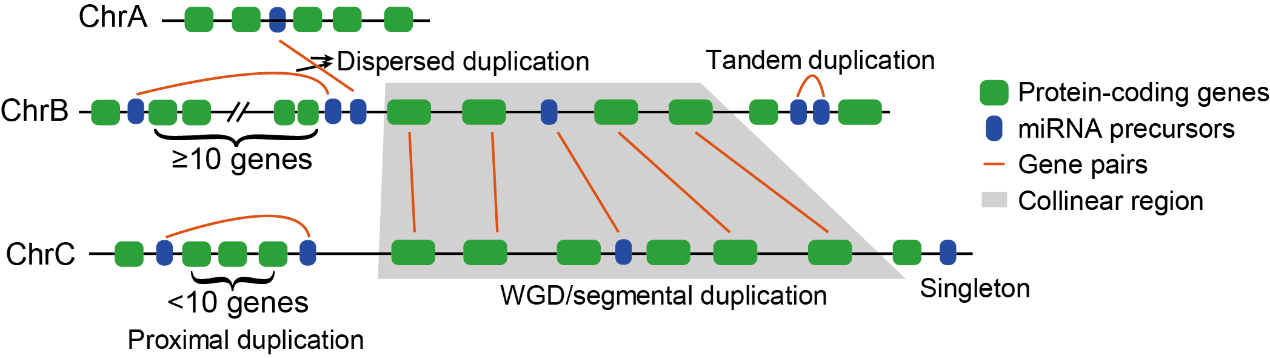 ChrA
Dispersed duplication
Tandem duplication
ChrB
≥10 genes
Protein-coding genes
miRNA precursors
Gene pairs
Collinear region
ChrC
<10 genes
Proximal duplication
WGD/segmental duplication
Singleton